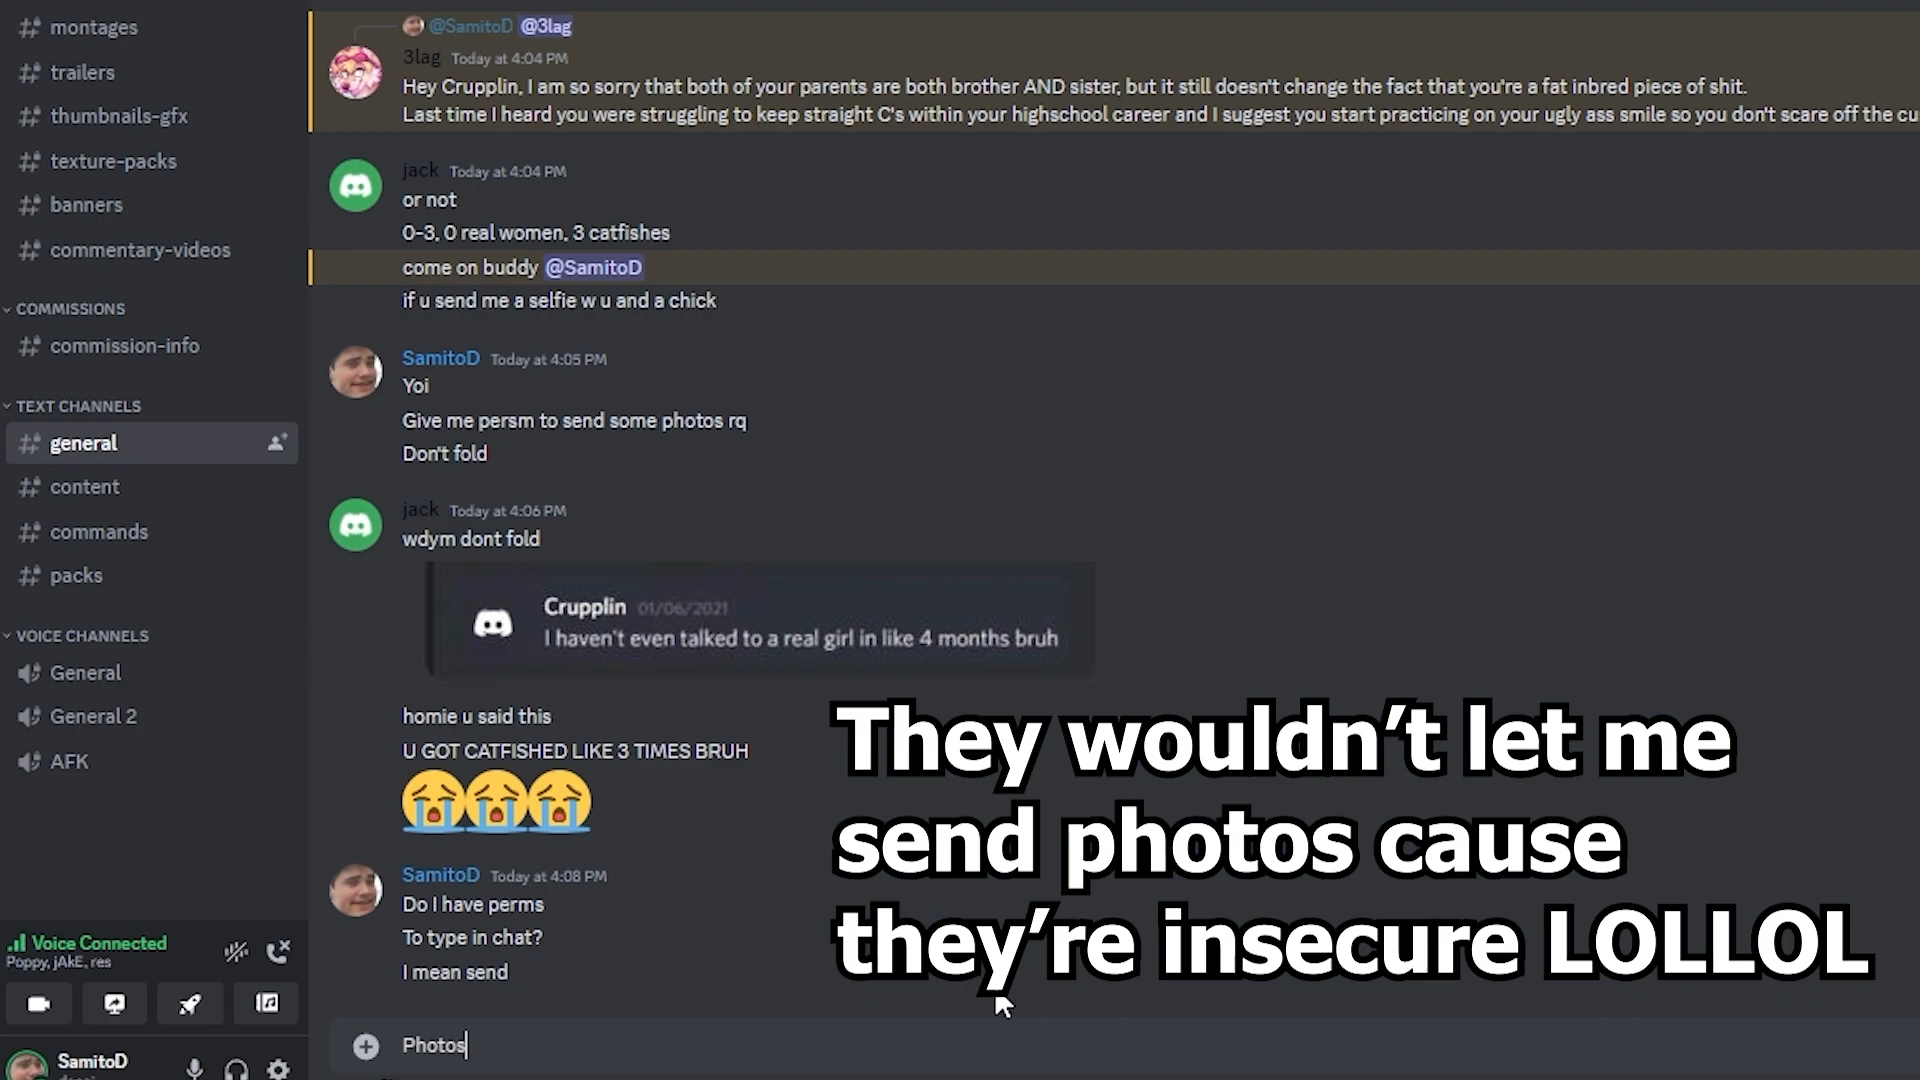 montages
trailers
thumbnails-gfx
texture-packs
banners
commentary-videos
COMMISSIONS
commission-info
TEXT CHANNELS
general
content
commands
packs
VOICE CHANNELS
General
General 2
AFK
Voice Connected
Poppy, jAkE, res
SamitoD
@SamitoD @3lag
3lag Today at 4:04 PM
Hey Crupplin, I am so sorry that both of your parents are both brother AND sister, but it still doesn't change the fact that you're a fat inbred piece of shit.
Last time I heard you were struggling to keep straight C's within your highschool career and I suggest you start practicing on your ugly ass smile so you don't scare off the cu
jack Today at 4:04 PM
or not
0-3, 0 real women, 3 catfishes
come on buddy @SamitoD
if u send me a selfie w u and a chick
SamitoD Today at 4:05 PM
Yoi
Give me persm to send some photos rq
Don't fold
jack Today at 4:06 PM
wdym dont fold
Crupplin 01/06/2021
I haven't even talked to a real girl in like 4 months bruh
homie u said this
U GOT CATFISHED LIKE 3 TIMES BRUH
SamitoD Today at 4:08 PM
Do I have perms
To type in chat?
I mean send
Photos
They wouldn't let me
send photos cause
they're insecure LOLLOL